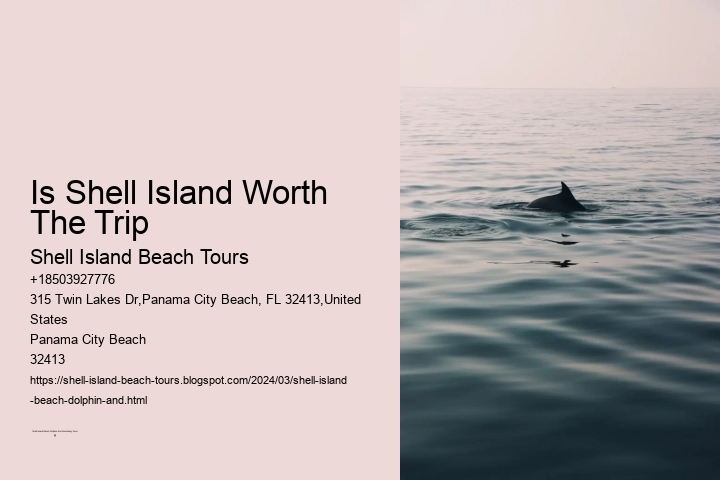 Is Shell Island Worth
The Trip
Shell Island Beach Tours
+18503927776
315 Twin Lakes Dr,Panama City Beach, FL 32413,United
States
Panama City Beach
32413
https://shell-island-beach-tours.blogspot.com/2024/03/shell-island
-beach-dolphin-and.html